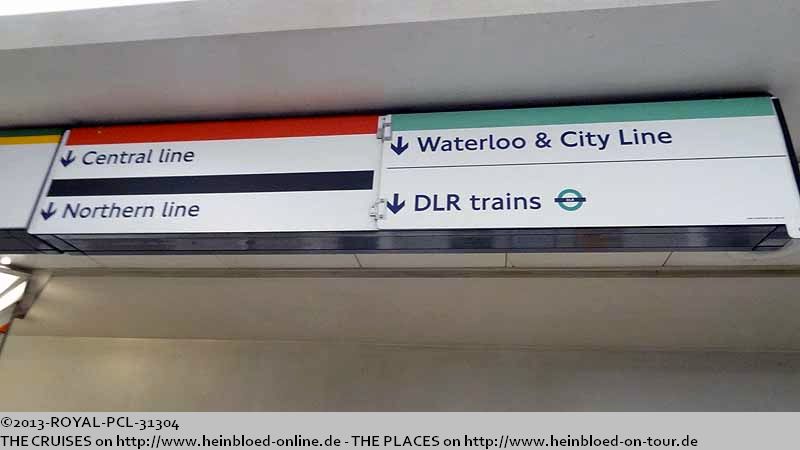 Central line
Northern line
Waterloo & City Line
DLR trains
DLR
©2013-ROYAL-PCL-31304
THE CRUISES on http://www.heinbloed-online.de - THE PLACES on http://www.heinbloed-on-tour.de